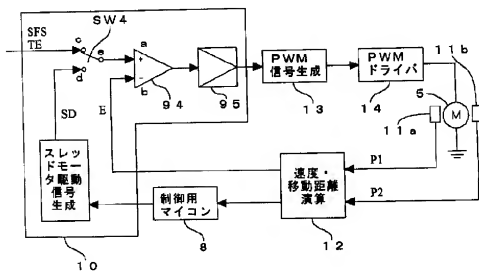 SW4
SFS
TE
c
e
d
a
+
b
-
94
95
PWM
信号生成
13
PWM
ドライバ
14
11b
5
M
11a
SD
E
スレッ
ドモー
タ駆動
信号
生成
制御用
マイコン
8
速度・
移動距離
演算
12
P1
P2
10